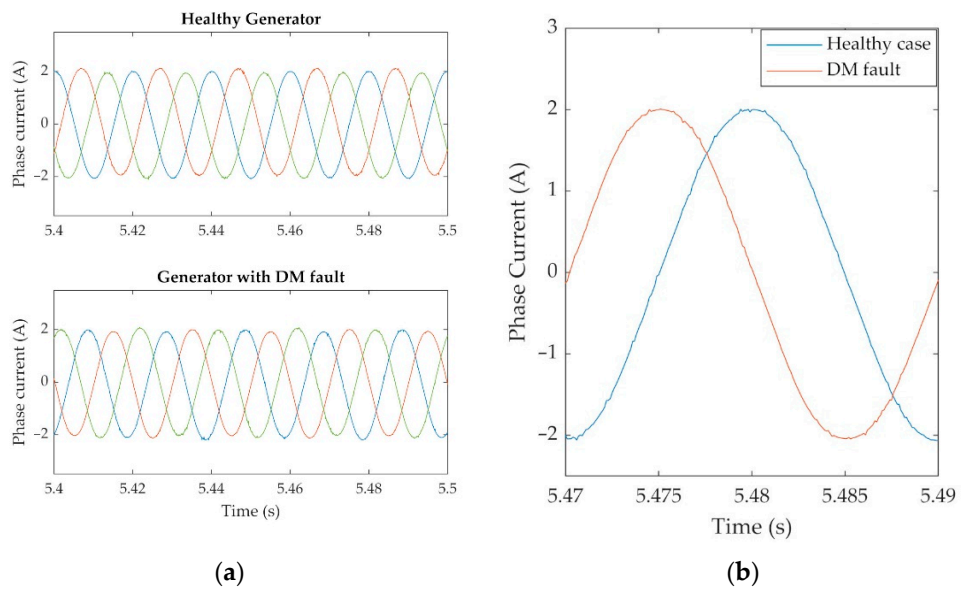 Healthy Generator
Phase current (A)
2
0
−2
5.4 5.42 5.44 5.46 5.48 5.5
Generator with DM fault
Phase current (A)
2
0
−2
5.4 5.42 5.44 5.46 5.48 5.5
Time (s)
(a)
Healthy case
DM fault
Phase Current (A)
3
2
1
0
−1
−2
5.47 5.475 5.48 5.485 5.49
Time (s)
(b)